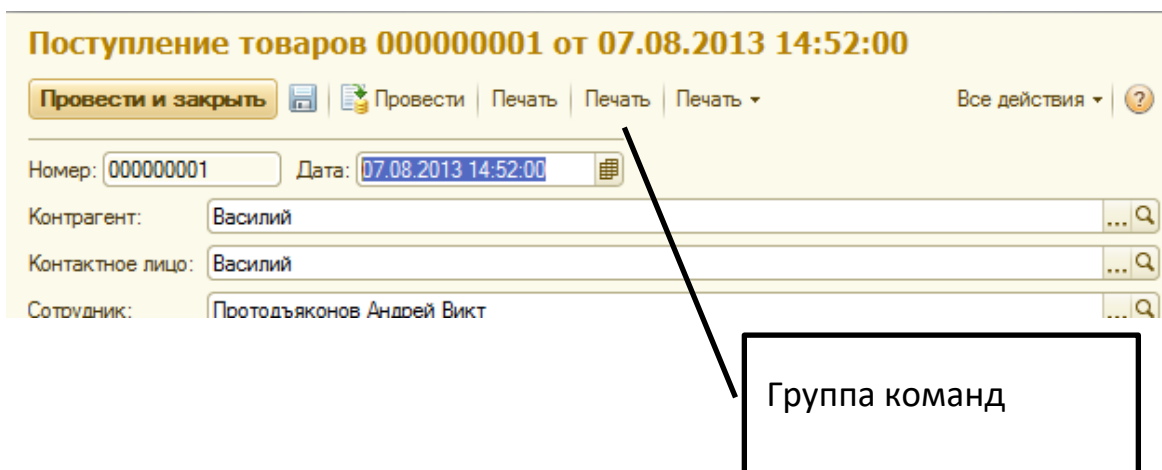 Поступление товаров 000000001 от 07.08.2013 14:52:00
Провести и закрыть Провести Печать Печать Печать Все действия ?
Номер: 000000001 Дата: 07.08.2013 14:52:00
Контрагент: Василий ...
Контактное лицо: Василий ...
Сотрудник: Протодъяконов Андрей Викт ...
Группа команд